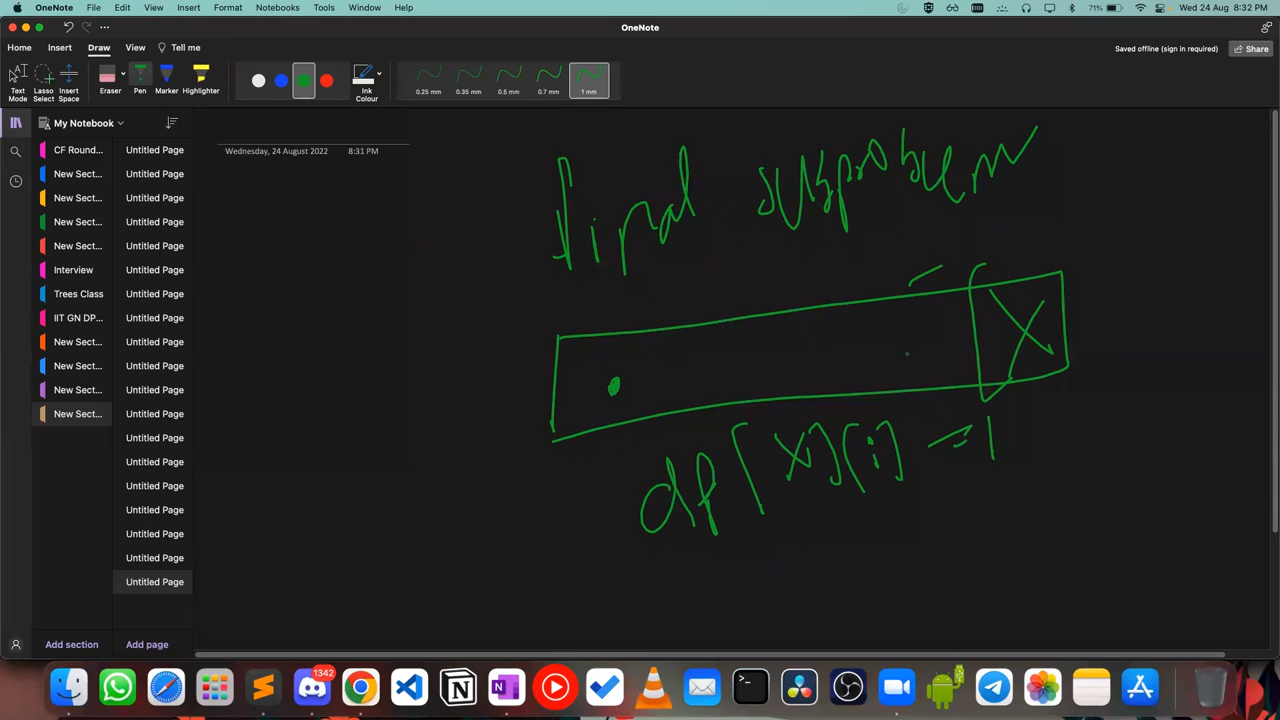 OneNote File Edit View Insert Format Notebooks Tools Window Help 71% Wed 24 Aug 8:32 PM
OneNote
Home Insert Draw View Tell me Saved offline (sign in required) Share
Text Mode Lasso Select Insert Space Eraser Pen Marker Highlighter Ink Colour 0.25 mm 0.35 mm 0.5 mm 0.7 mm 1 mm
My Notebook
Wednesday, 24 August 2022 8:31 PM
CF Round... Untitled Page
New Sect... Untitled Page
New Sect... Untitled Page
New Sect... Untitled Page
New Sect... Untitled Page
Interview Untitled Page
Trees Class Untitled Page
IIT GN DP... Untitled Page
New Sect... Untitled Page
New Sect... Untitled Page
New Sect... Untitled Page
New Sect... Untitled Page
Untitled Page
Untitled Page
Untitled Page
Untitled Page
Untitled Page
Untitled Page
Untitled Page
final subproblem
X
dp[X][i] = 1
Add section Add page
1342